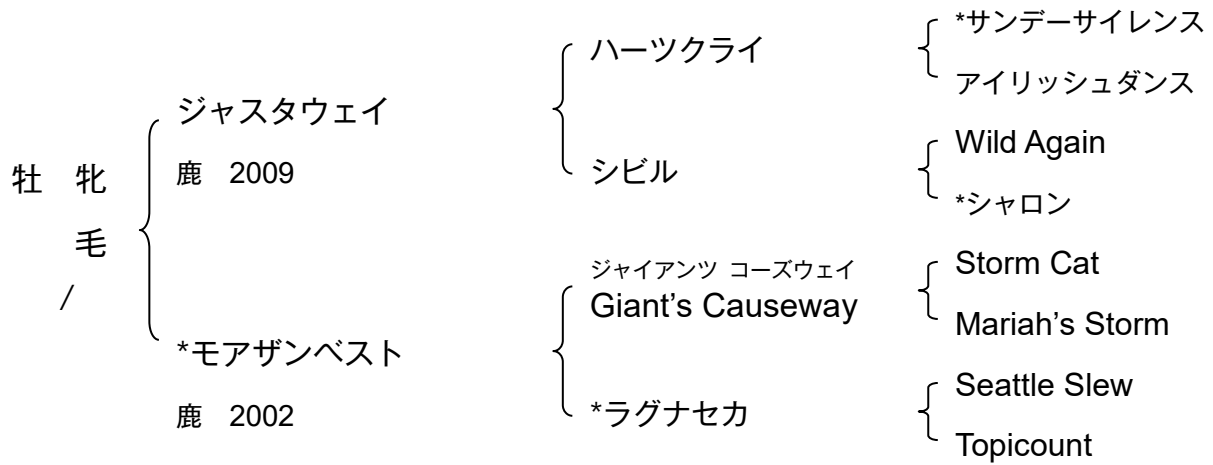 *サンデーサイレンス
ハーツクライ
アイリッシュダンス
ジャスタウェイ
Wild Again
牡 牝
鹿 2009
シビル
*シャロン
毛
/
ジャイアンツ コーズウェイ
Giant's Causeway
Storm Cat
Mariah's Storm
*モアザンベスト
鹿 2002
*ラグナセカ
Seattle Slew
Topicount